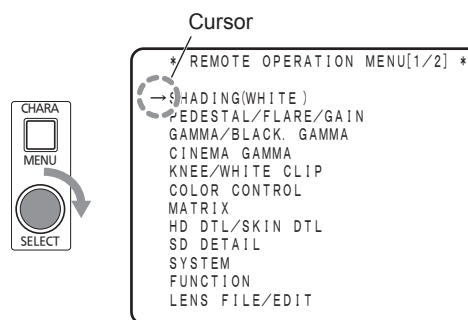 Cursor
* REMOTE OPERATION MENU[1/2] *
→SHADING(WHITE)
PEDESTAL/FLARE/GAIN
GAMMA/BLACK. GAMMA
CINEMA GAMMA
KNEE/WHITE CLIP
COLOR CONTROL
MATRIX
HD DTL/SKIN DTL
SD DETAIL
SYSTEM
FUNCTION
LENS FILE/EDIT
CHARA
MENU
SELECT